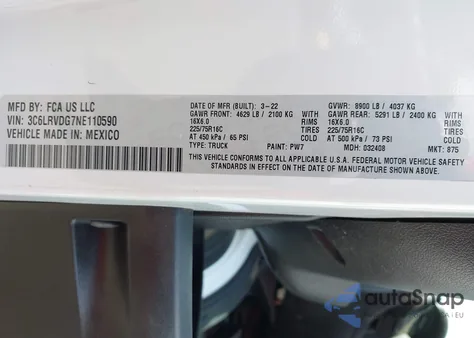 MFD BY: FCA US LLC
VIN: 3C6LRVDG7NE110590
VEHICLE MADE IN: MEXICO
DATE OF MFR (BUILT): 3-22 GVWR: 8900 LB / 4037 KG
GAWR FRONT: 4629 LB / 2100 KG WITH GAWR REAR: 5291 LB / 2400 KG WITH
16X6.0 RIMS 16X6.0 RIMS
225/75R16C 225/75R16C
AT 450 kPa / 65 PSI AT 500 kPa / 73 PSI
TYPE: TRUCK PAINT: PW7 MDH: 032408 MKT: 875
THIS VEHICLE CONFORMS TO ALL APPLICABLE U.S.A. FEDERAL MOTOR VEHICLE SAFETY
STANDARDS IN EFFECT ON THE DATE OF MANUFACTURE SHOWN ABOVE
autoSnap